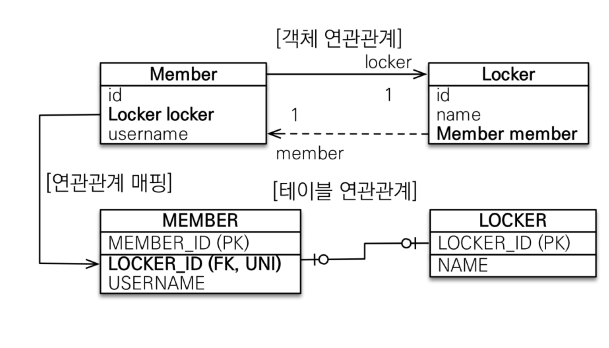 [객체 연관관계]
locker
Member
Locker
id
Locker locker
username
1
1
id
name
Member member
member
[연관관계 매핑]
[테이블 연관관계]
MEMBER
MEMBER_ID (PK)
LOCKER_ID (FK, UNI)
USERNAME
LOCKER
LOCKER_ID (PK)
NAME